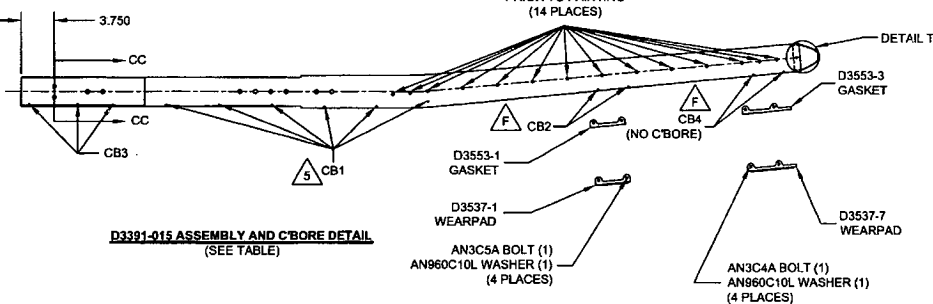 (14 PLACES)
3.750
CC
DETAIL T
D3553-3
GASKET
F
F
CC
CB2
CB4
(NO C'BORE)
CB3
5
CB1
D3553-1
GASKET
D3537-1
WEARPAD
D3537-7
WEARPAD
D3391-015 ASSEMBLY AND C'BORE DETAIL
(SEE TABLE)
AN3C5A BOLT (1)
AN960C10L WASHER (1)
(4 PLACES)
AN3C4A BOLT (1)
AN960C10L WASHER (1)
(4 PLACES)